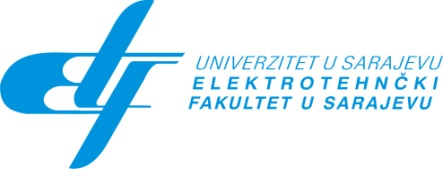 UNIVERZITET U SARAJEVU
ELEKTROTEHNČKI
FAKULTET U SARAJEVU